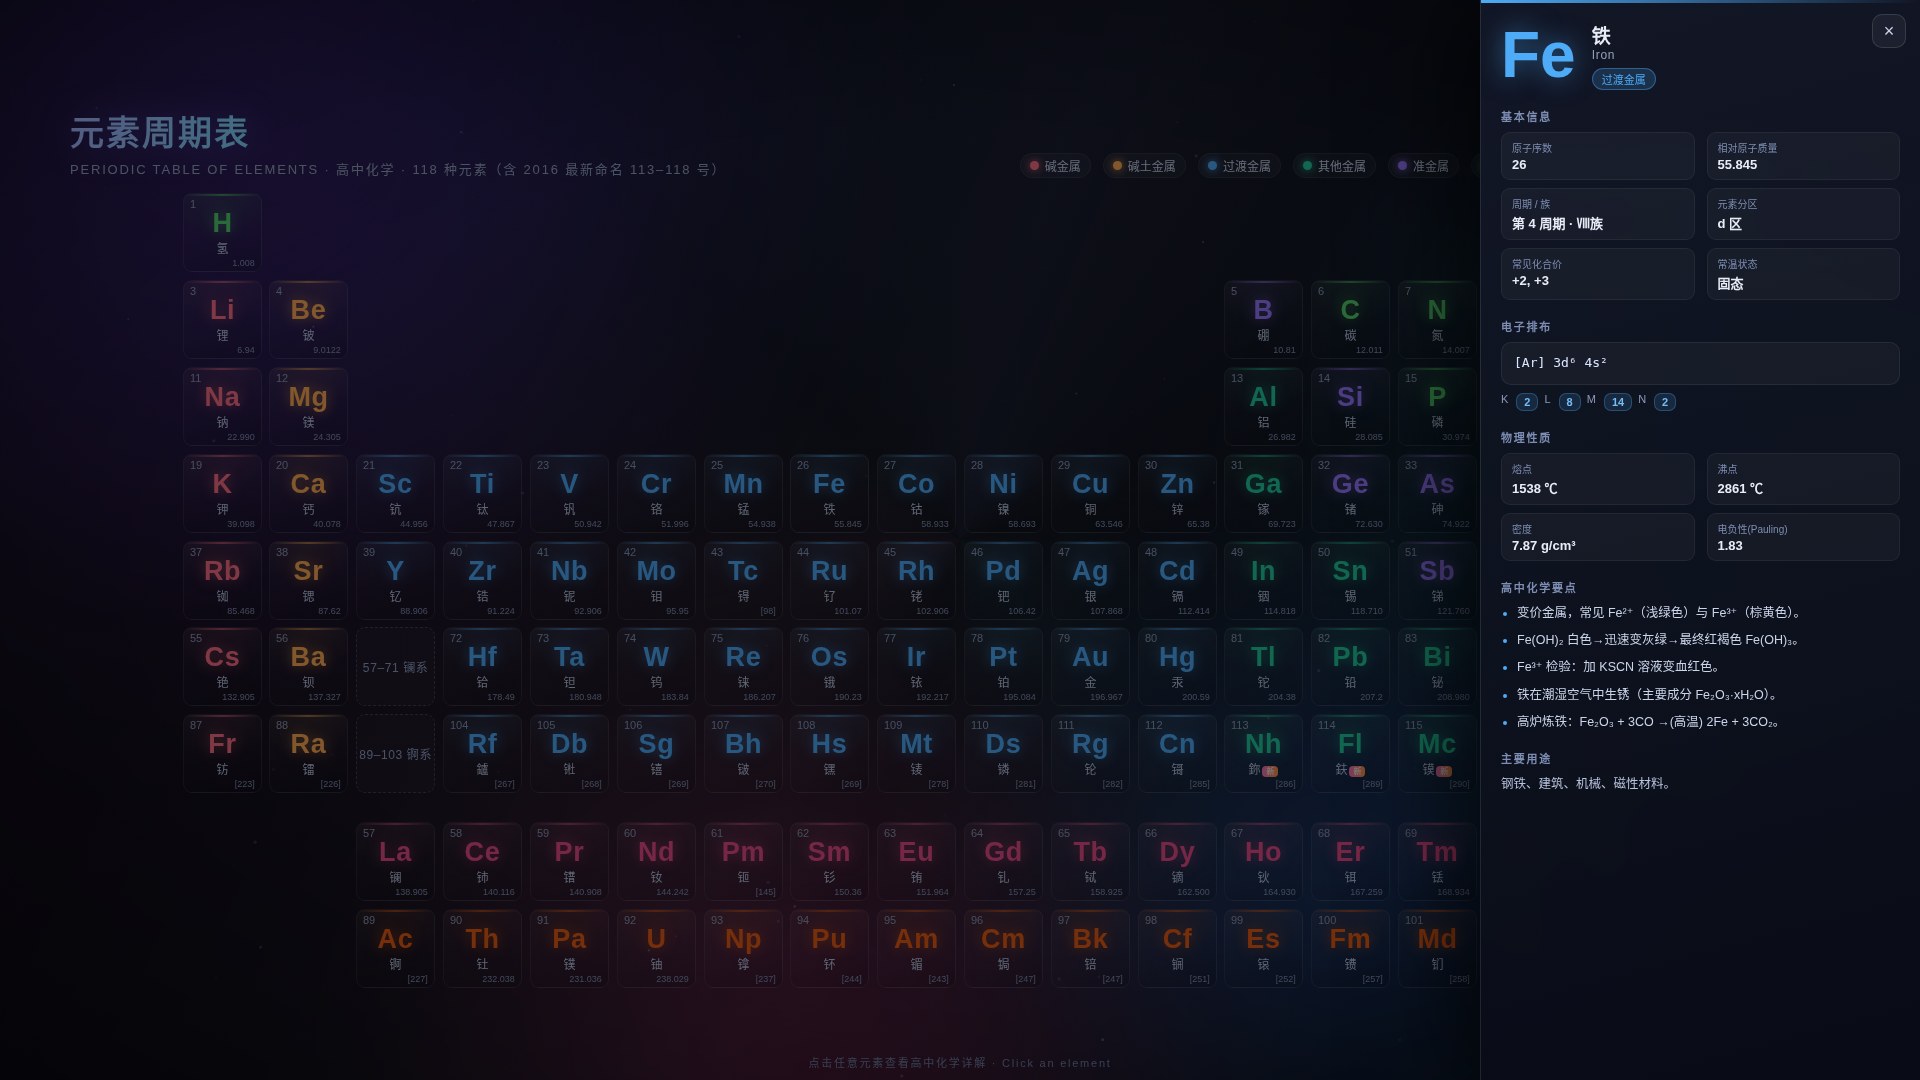 元素周期表
PERIODIC TABLE OF ELEMENTS · 高中化学 · 118 种元素（含 2016 最新命名 113–118 号）
碱金属 碱土金属 过渡金属 其他金属 准金属
1 H 氢 1.008
3 Li 锂 6.94
4 Be 铍 9.0122
5 B 硼 10.81
6 C 碳 12.011
7 N 氮 14.007
11 Na 钠 22.990
12 Mg 镁 24.305
13 Al 铝 26.982
14 Si 硅 28.085
15 P 磷 30.974
19 K 钾 39.098
20 Ca 钙 40.078
21 Sc 钪 44.956
22 Ti 钛 47.867
23 V 钒 50.942
24 Cr 铬 51.996
25 Mn 锰 54.938
26 Fe 铁 55.845
27 Co 钴 58.933
28 Ni 镍 58.693
29 Cu 铜 63.546
30 Zn 锌 65.38
31 Ga 镓 69.723
32 Ge 锗 72.630
33 As 砷 74.922
37 Rb 铷 85.468
38 Sr 锶 87.62
39 Y 钇 88.906
40 Zr 锆 91.224
41 Nb 铌 92.906
42 Mo 钼 95.95
43 Tc 锝 [98]
44 Ru 钌 101.07
45 Rh 铑 102.906
46 Pd 钯 106.42
47 Ag 银 107.868
48 Cd 镉 112.414
49 In 铟 114.818
50 Sn 锡 118.710
51 Sb 锑 121.760
55 Cs 铯 132.905
56 Ba 钡 137.327
57–71 镧系
72 Hf 铪 178.49
73 Ta 钽 180.948
74 W 钨 183.84
75 Re 铼 186.207
76 Os 锇 190.23
77 Ir 铱 192.217
78 Pt 铂 195.084
79 Au 金 196.967
80 Hg 汞 200.59
81 Tl 铊 204.38
82 Pb 铅 207.2
83 Bi 铋 208.980
87 Fr 钫 [223]
88 Ra 镭 [226]
89–103 锕系
104 Rf [267]
105 Db [268]
106 Sg [269]
107 Bh [270]
108 Hs [269]
109 Mt [278]
110 Ds [281]
111 Rg [282]
112 Cn [285]
113 Nh 新 [286]
114 Fl 新 [289]
115 Mc 新 [290]
57 La 镧 138.905
58 Ce 铈 140.116
59 Pr 镨 140.908
60 Nd 钕 144.242
61 Pm 钷 [145]
62 Sm 钐 150.36
63 Eu 铕 151.964
64 Gd 钆 157.25
65 Tb 铽 158.925
66 Dy 镝 162.500
67 Ho 钬 164.930
68 Er 铒 167.259
69 Tm 铥 168.934
89 Ac 锕 [227]
90 Th 钍 232.038
91 Pa 镤 231.036
92 U 铀 238.029
93 Np 镎 [237]
94 Pu 钚 [244]
95 Am 镅 [243]
96 Cm 锔 [247]
97 Bk 锫 [247]
98 Cf 锎 [251]
99 Es 锿 [252]
100 Fm 镄 [257]
101 Md 钔 [258]
点击任意元素查看高中化学详解 · Click an element
Fe
铁
Iron
过渡金属
×
基本信息
原子序数
26
相对原子质量
55.845
周期 / 族
第 4 周期 · Ⅷ族
元素分区
d 区
常见化合价
+2, +3
常温状态
固态
电子排布
[Ar] 3d⁶ 4s²
K 2 L 8 M 14 N 2
物理性质
熔点
1538 ℃
沸点
2861 ℃
密度
7.87 g/cm³
电负性(Pauling)
1.83
高中化学要点
变价金属，常见 Fe²⁺（浅绿色）与 Fe³⁺（棕黄色）。
Fe(OH)₂ 白色→迅速变灰绿→最终红褐色 Fe(OH)₃。
Fe³⁺ 检验：加 KSCN 溶液变血红色。
铁在潮湿空气中生锈（主要成分 Fe₂O₃·xH₂O）。
高炉炼铁：Fe₂O₃ + 3CO →(高温) 2Fe + 3CO₂。
主要用途
钢铁、建筑、机械、磁性材料。